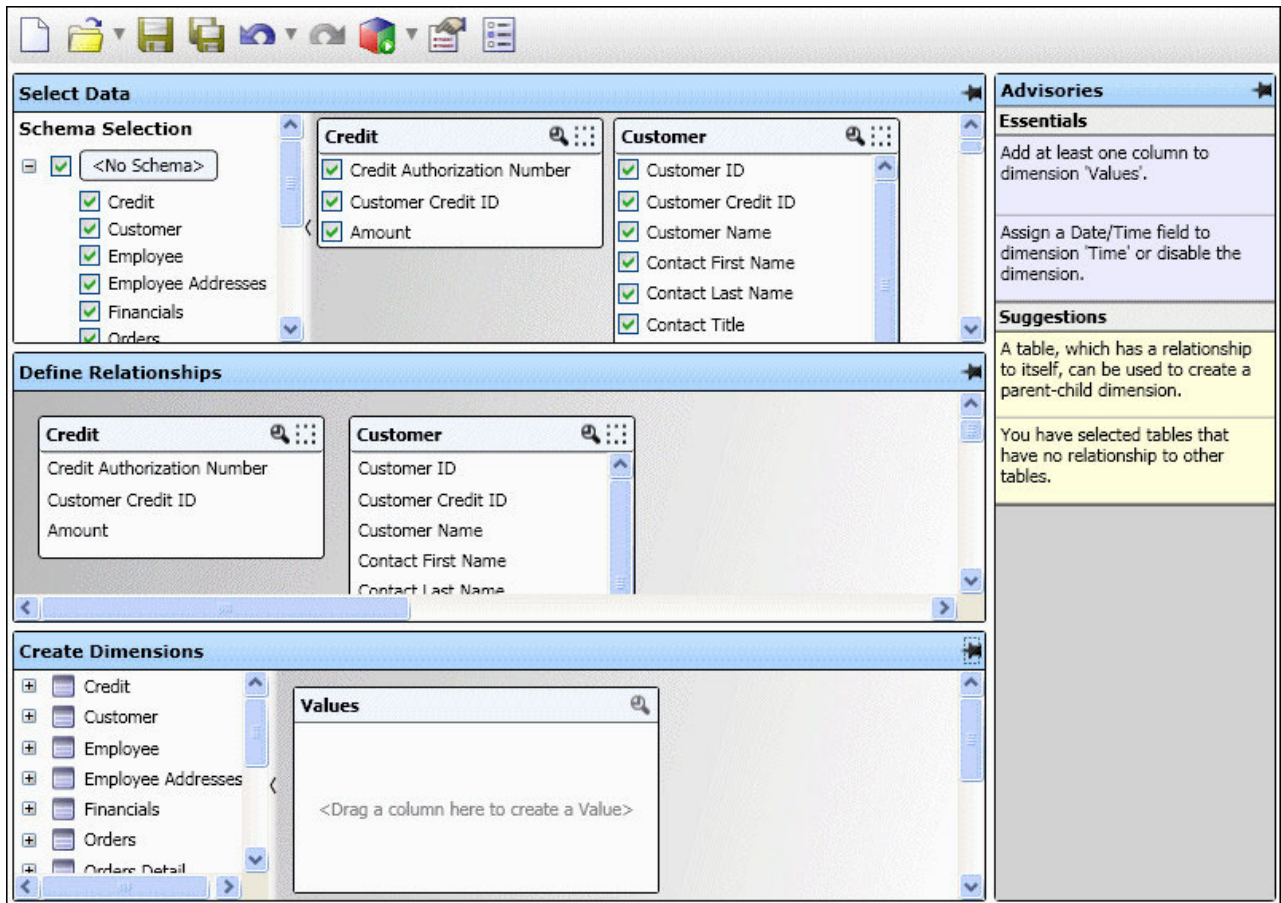 Select Data
Schema Selection
<No Schema>
Credit
Customer
Employee
Employee Addresses
Financials
Orders
Credit
Credit Authorization Number
Customer Credit ID
Amount
Customer
Customer ID
Customer Credit ID
Customer Name
Contact First Name
Contact Last Name
Contact Title
Define Relationships
Credit
Credit Authorization Number
Customer Credit ID
Amount
Customer
Customer ID
Customer Credit ID
Customer Name
Contact First Name
Contact Last Name
Create Dimensions
Credit
Customer
Employee
Employee Addresses
Financials
Orders
Orders Detail
Values
<Drag a column here to create a Value>
Advisories
Essentials
Add at least one column to
dimension 'Values'.
Assign a Date/Time field to
dimension 'Time' or disable the
dimension.
Suggestions
A table, which has a relationship
to itself, can be used to create a
parent-child dimension.
You have selected tables that
have no relationship to other
tables.